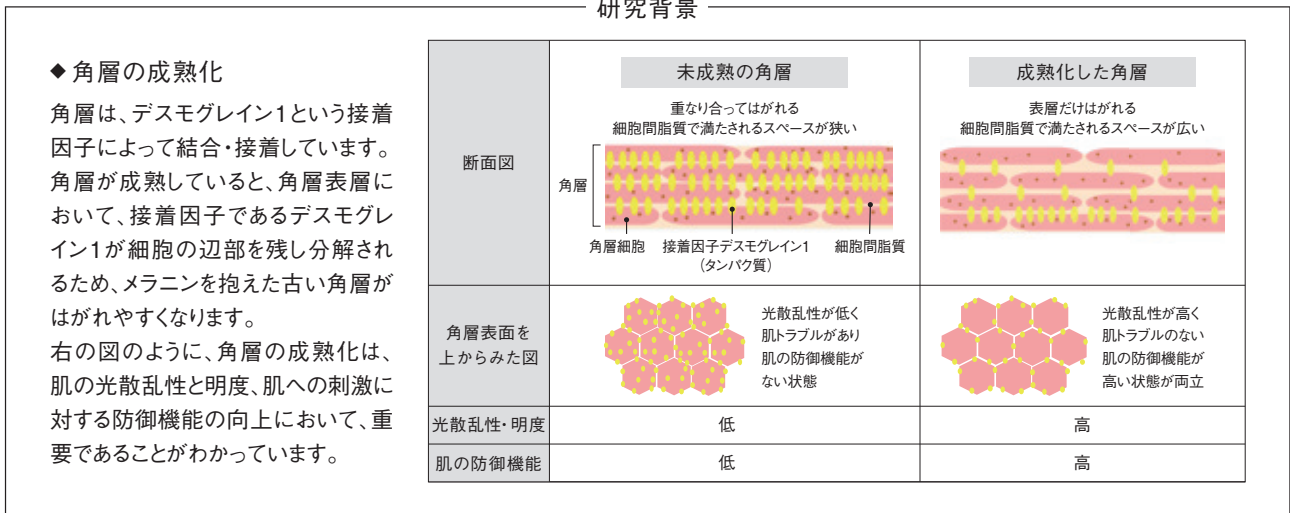 研究背景
◆角層の成熟化
角層は、デスモグレイン1という接着
因子によって結合・接着しています。
角層が成熟していると、角層表層に
おいて、接着因子であるデスモグレ
イン1が細胞の辺部を残し分解され
るため、メラニンを抱えた古い角層が
はがれやすくなります。
右の図のように、角層の成熟化は、
肌の光散乱性と明度、肌への刺激に
対する防御機能の向上において、重
要であることがわかっています。
未成熟の角層
成熟化した角層
断面図
重なり合ってはがれる
細胞間脂質で満たされるスペースが狭い
角層
角層細胞
接着因子デスモグレイン1
(タンパク質)
細胞間脂質
表層だけはがれる
細胞間脂質で満たされるスペースが広い
角層表面を
上からみた図
光散乱性が低く
肌トラブルがあり
肌の防御機能が
ない状態
光散乱性が高く
肌トラブルのない
肌の防御機能が
高い状態が両立
光散乱性・明度
低
高
肌の防御機能
低
高